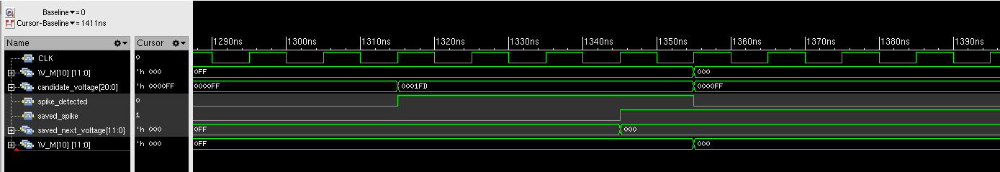 Baseline▼= 0
Cursor-Baseline▼= 1411ns
Name Cursor 1290ns 1300ns 1310ns 1320ns 1330ns 1340ns 1350ns 1360ns 1370ns 1380ns 1390ns
CLK 0
\V_M[10] [11:0] 'h 000 0FF 000
candidate_voltage[20:0] 'h 0000FF 0000FF 0001FD 0000FF
spike_detected 0
saved_spike 1
saved_next_voltage[11:0] 'h 000 0FF 000
\V_M[10] [11:0] 'h 000 0FF 000